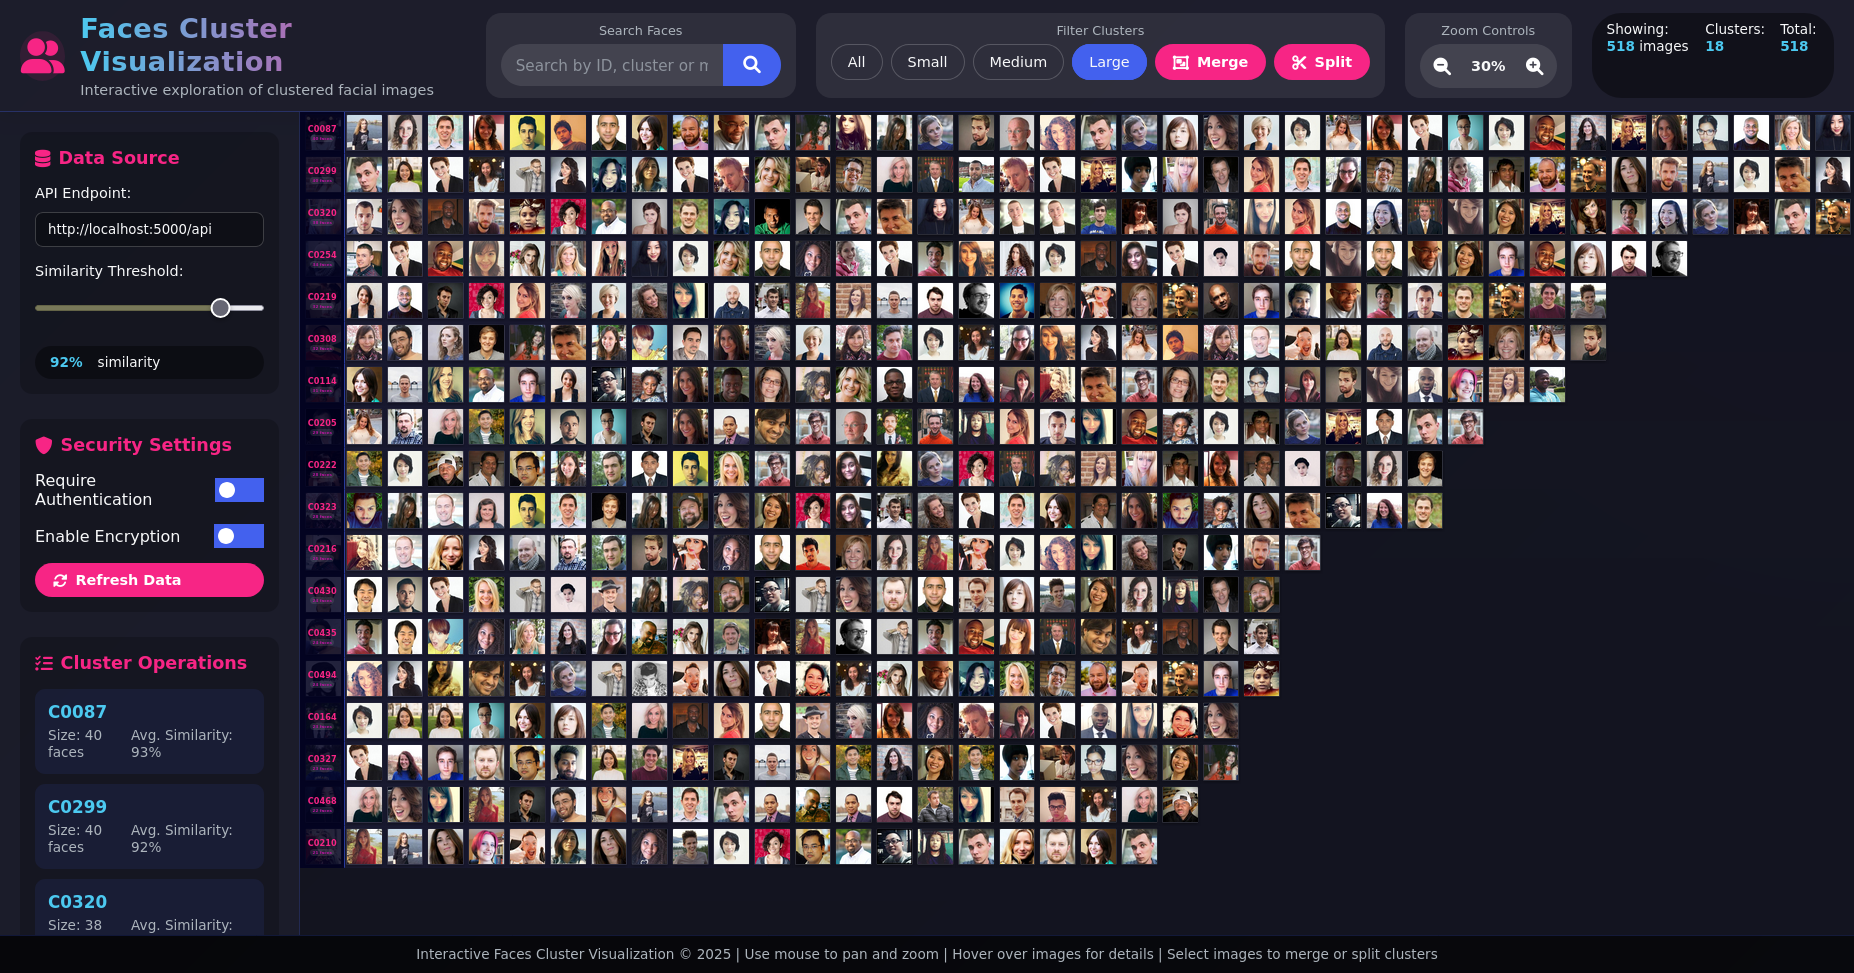 Faces Cluster
Visualization
Interactive exploration of clustered facial images
Search Faces
Search by ID, cluster or m
Filter Clusters
All
Small
Medium
Large
Merge
Split
Zoom Controls
30%
Showing:
518 images
Clusters:
18
Total:
518
Data Source
API Endpoint:
http://localhost:5000/api
Similarity Threshold:
92% similarity
Security Settings
Require
Authentication
Enable Encryption
Refresh Data
Cluster Operations
C0087
Size: 40
faces
Avg. Similarity:
93%
C0299
Size: 40
faces
Avg. Similarity:
92%
C0320
Size: 38
Avg. Similarity:
C0087
C0299
C0320
C0254
C0219
C0308
C0114
C0205
C0222
C0323
C0216
C0430
C0435
C0494
C0164
C0327
C0468
C0210
Interactive Faces Cluster Visualization © 2025 | Use mouse to pan and zoom | Hover over images for details | Select images to merge or split clusters